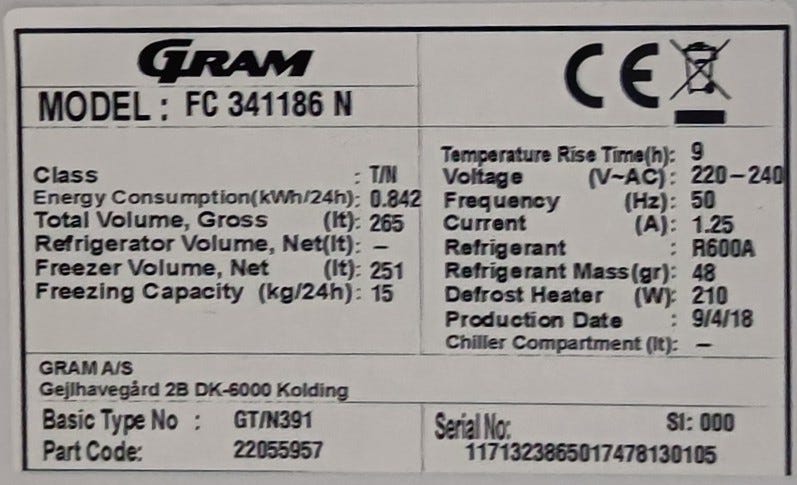 GRAM
CE
MODEL : FC 341186 N
Class : T/N
Energy Consumption(kWh/24h): 0.842
Total Volume, Gross (lt): 265
Refrigerator Volume, Net(lt): –
Freezer Volume, Net (lt): 251
Freezing Capacity (kg/24h): 15
Temperature Rise Time(h): 9
Voltage (V~AC): 220-240
Frequency (Hz): 50
Current (A): 1.25
Refrigerant : R600A
Refrigerant Mass(gr): 48
Defrost Heater (W): 210
Production Date : 9/4/18
Chiller Compartment (lt): –
GRAM A/S
Gejlhavegård 2B DK-6000 Kolding
Basic Type No : GT/N391
Part Code: 22055957
Serial No: SI: 000
1171323865017478130105